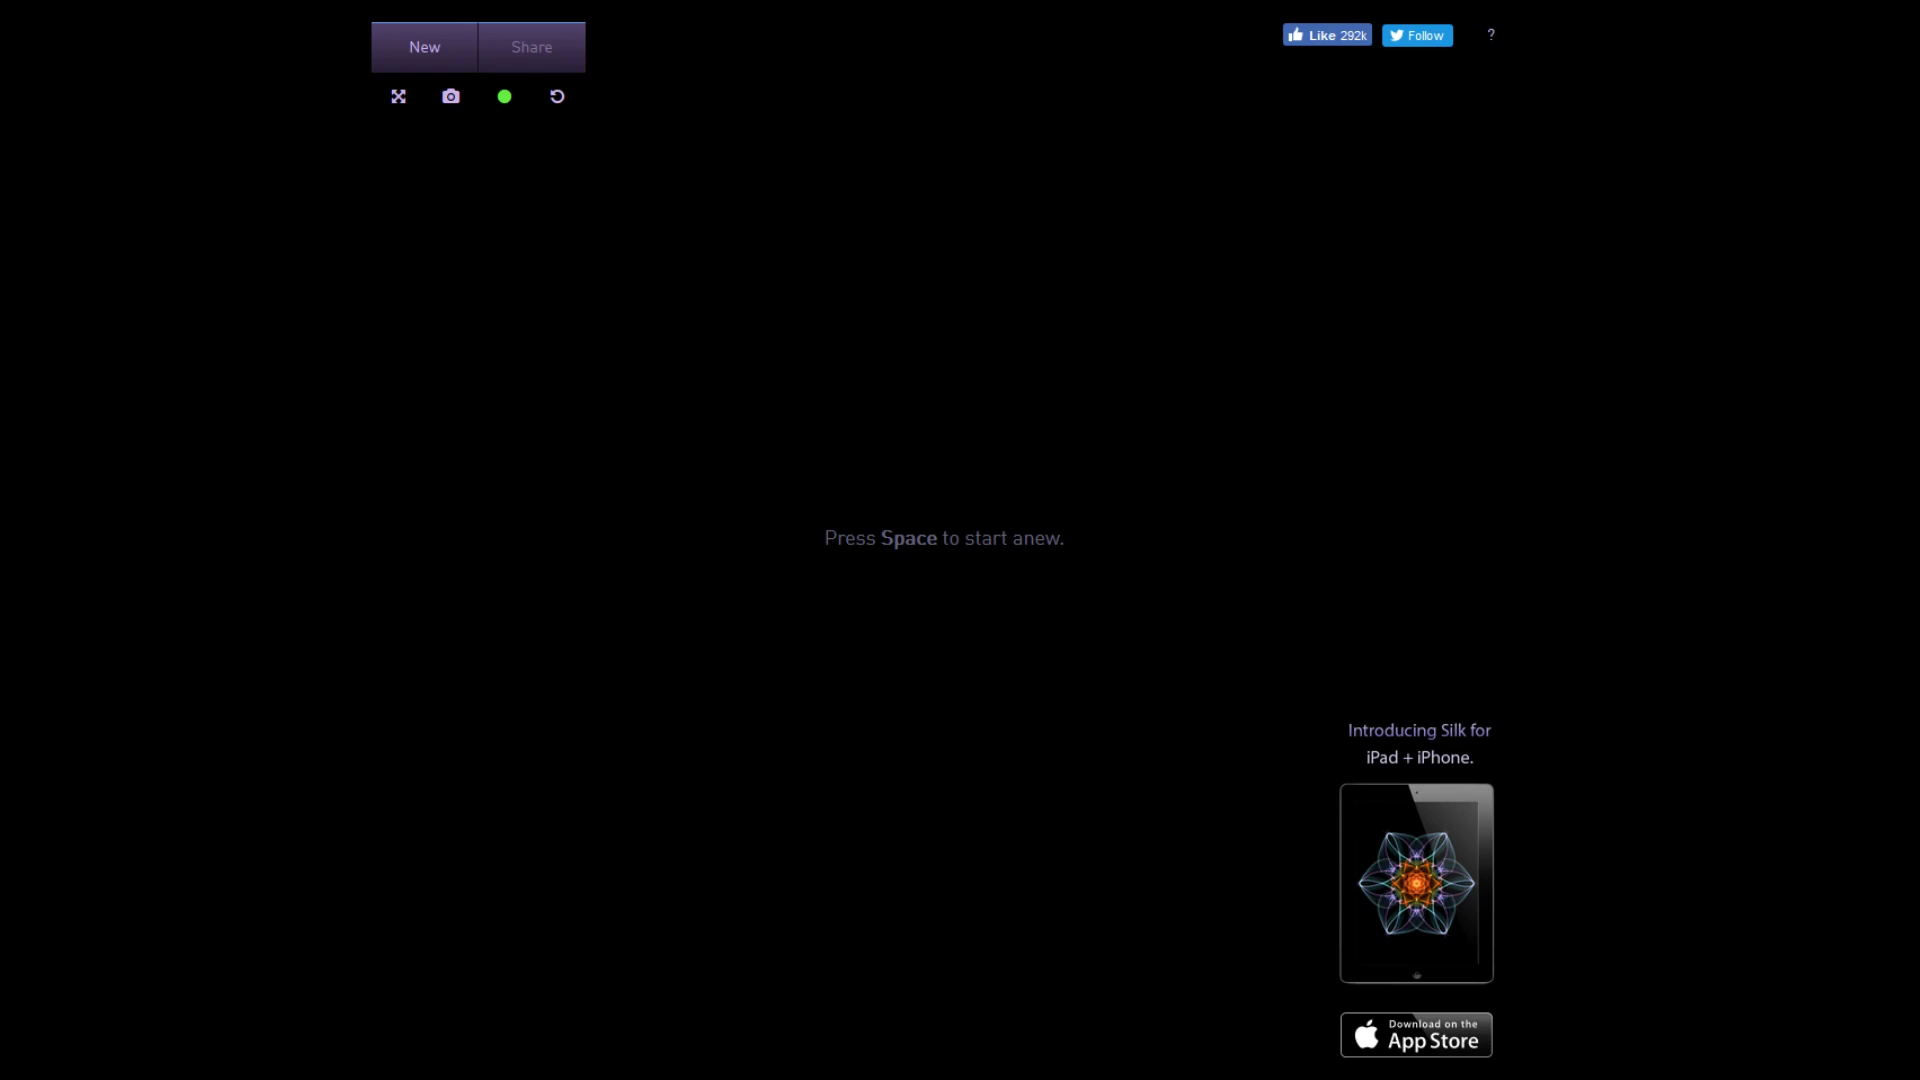 New
Share
Like 292k
Follow
?
Press Space to start anew.
Introducing Silk for
iPad + iPhone.
Download on the
App Store